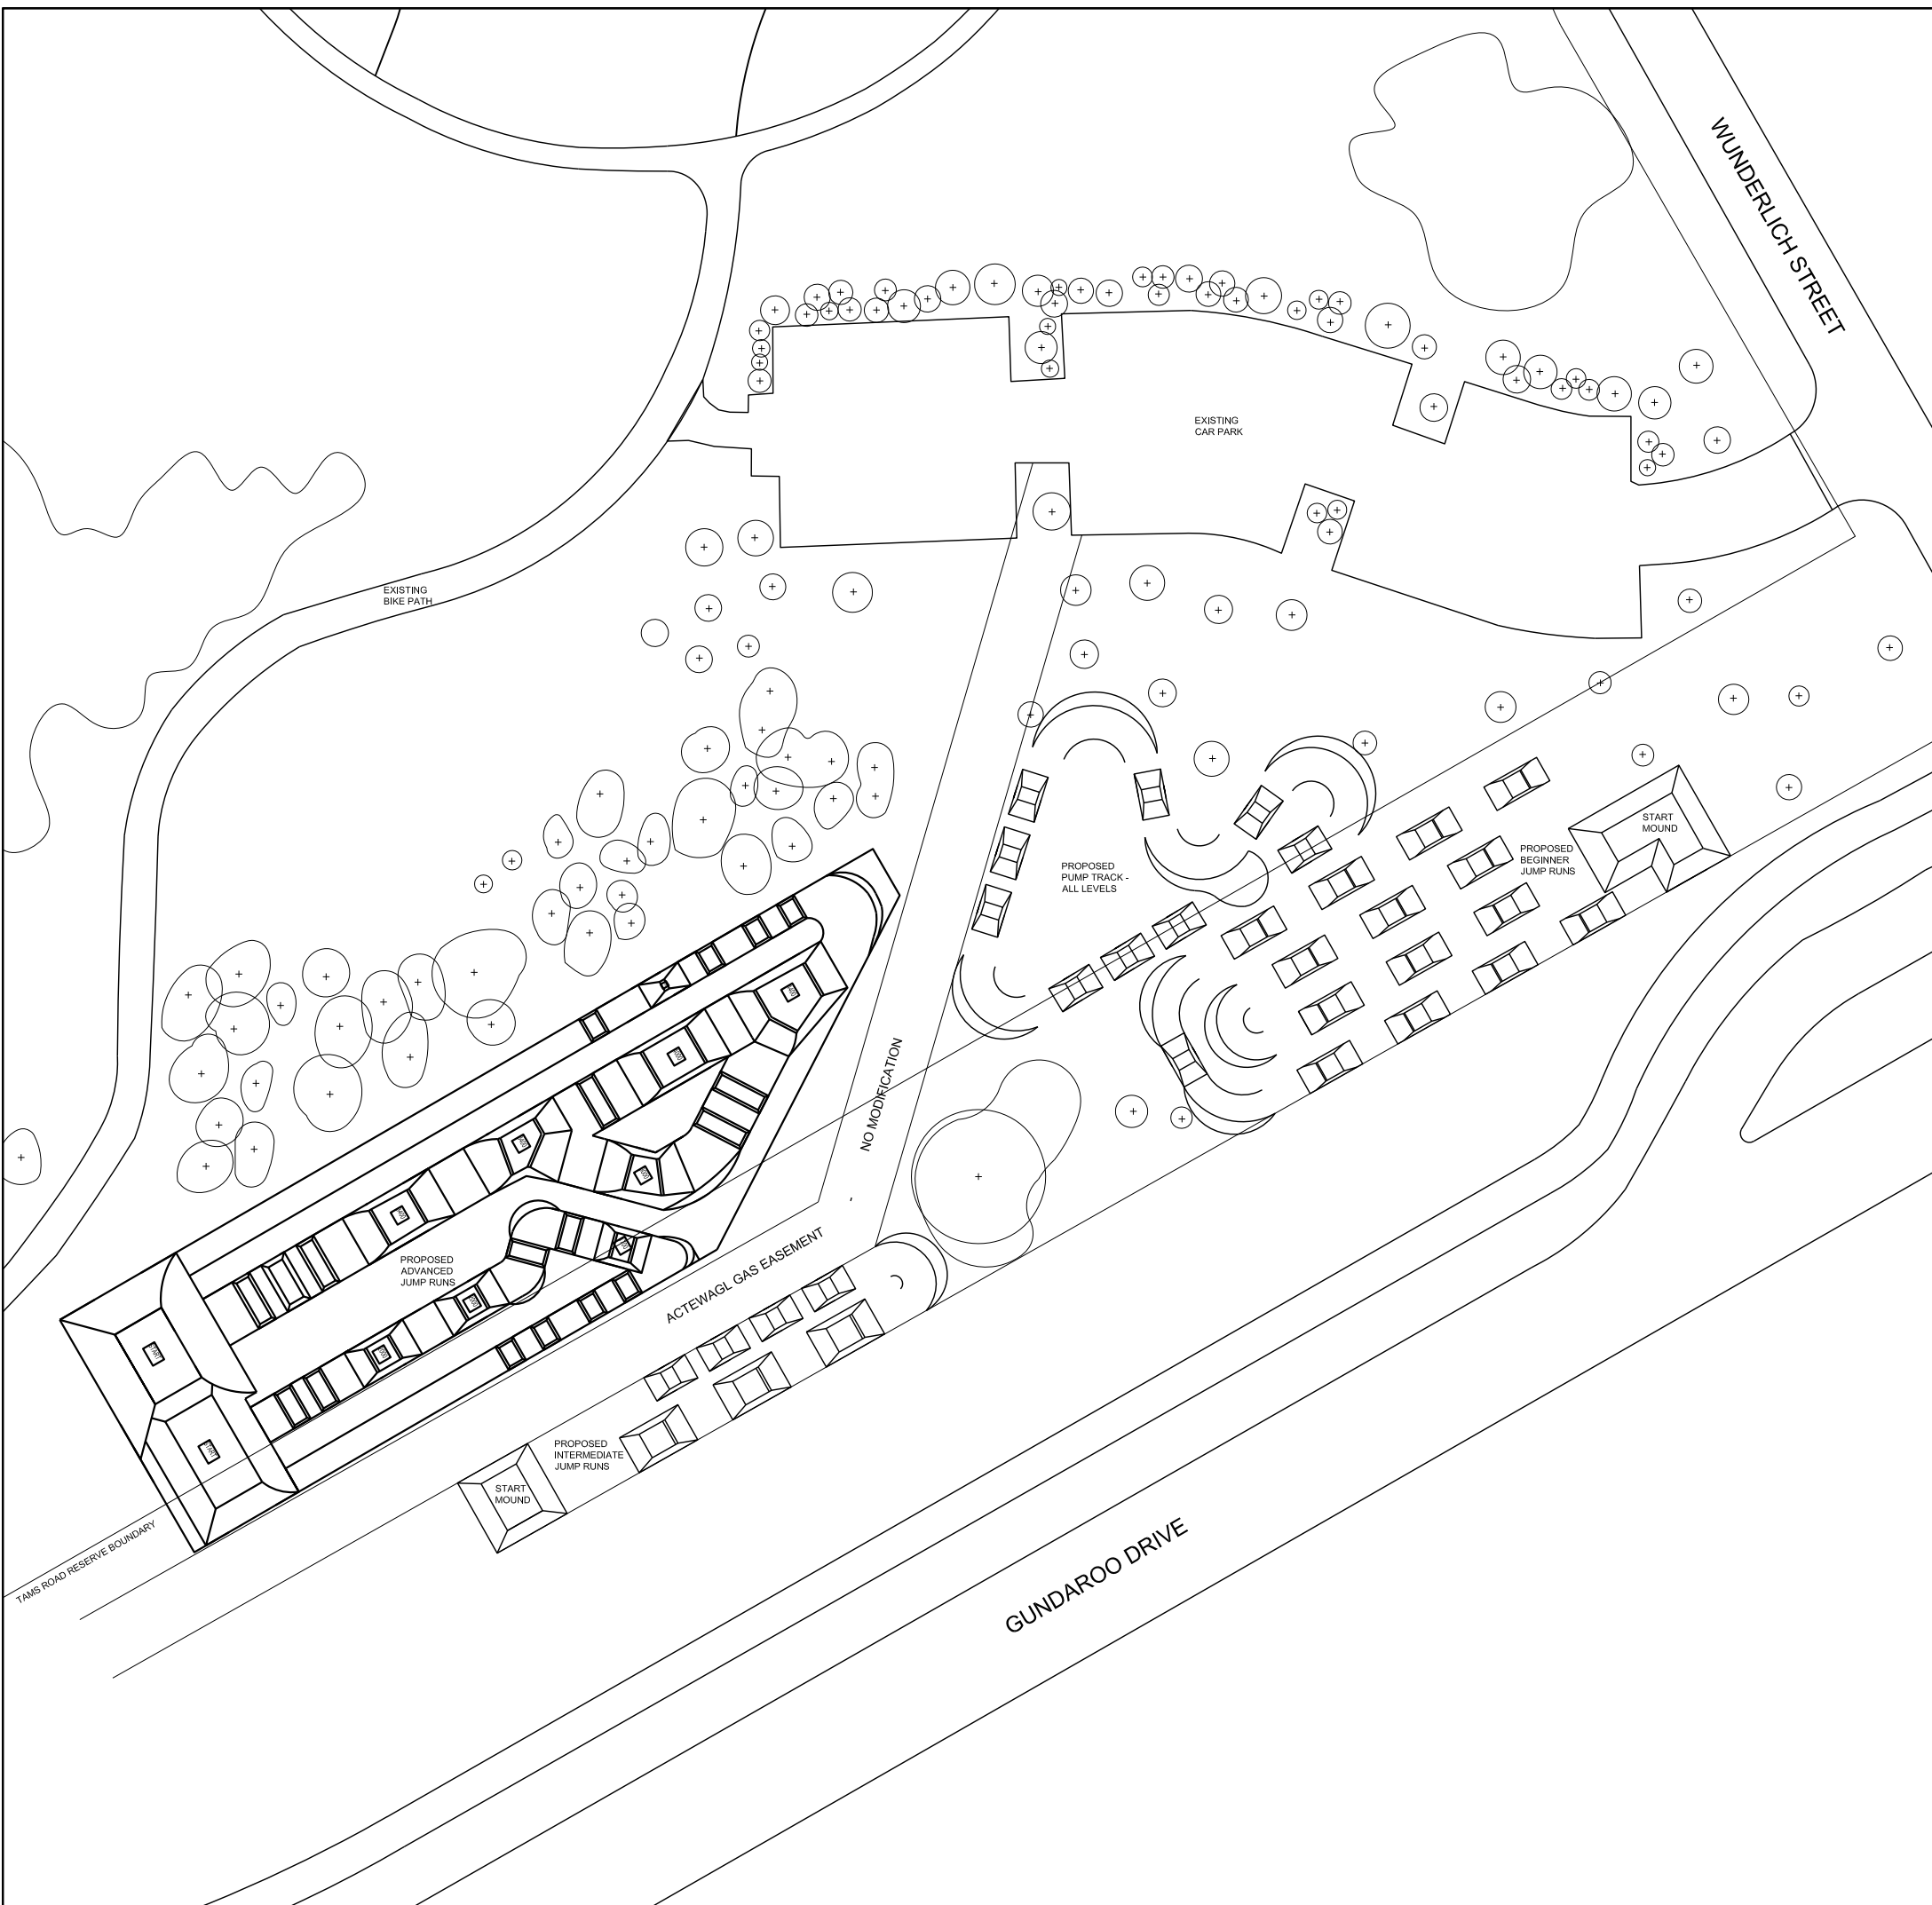 WUNDERLICH STREET
EXISTING
CAR PARK
EXISTING
BIKE PATH
START
MOUND
PROPOSED
BEGINNER
JUMP RUNS
PROPOSED
PUMP TRACK -
ALL LEVELS
NO MODIFICATION
PROPOSED
ADVANCED
JUMP RUNS
ACTEWAGL GAS EASEMENT
START
START
PROPOSED
INTERMEDIATE
JUMP RUNS
START
MOUND
TAMS ROAD RESERVE BOUNDARY
GUNDAROO DRIVE